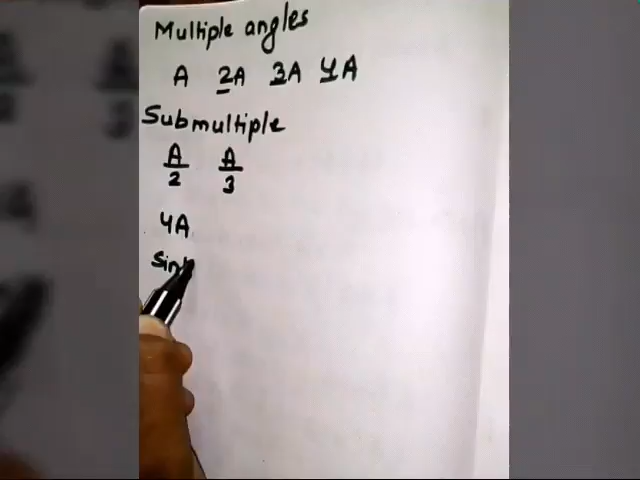 Multiple angles
A 2A 3A 4A
Submultiple
A/2 A/3
4A